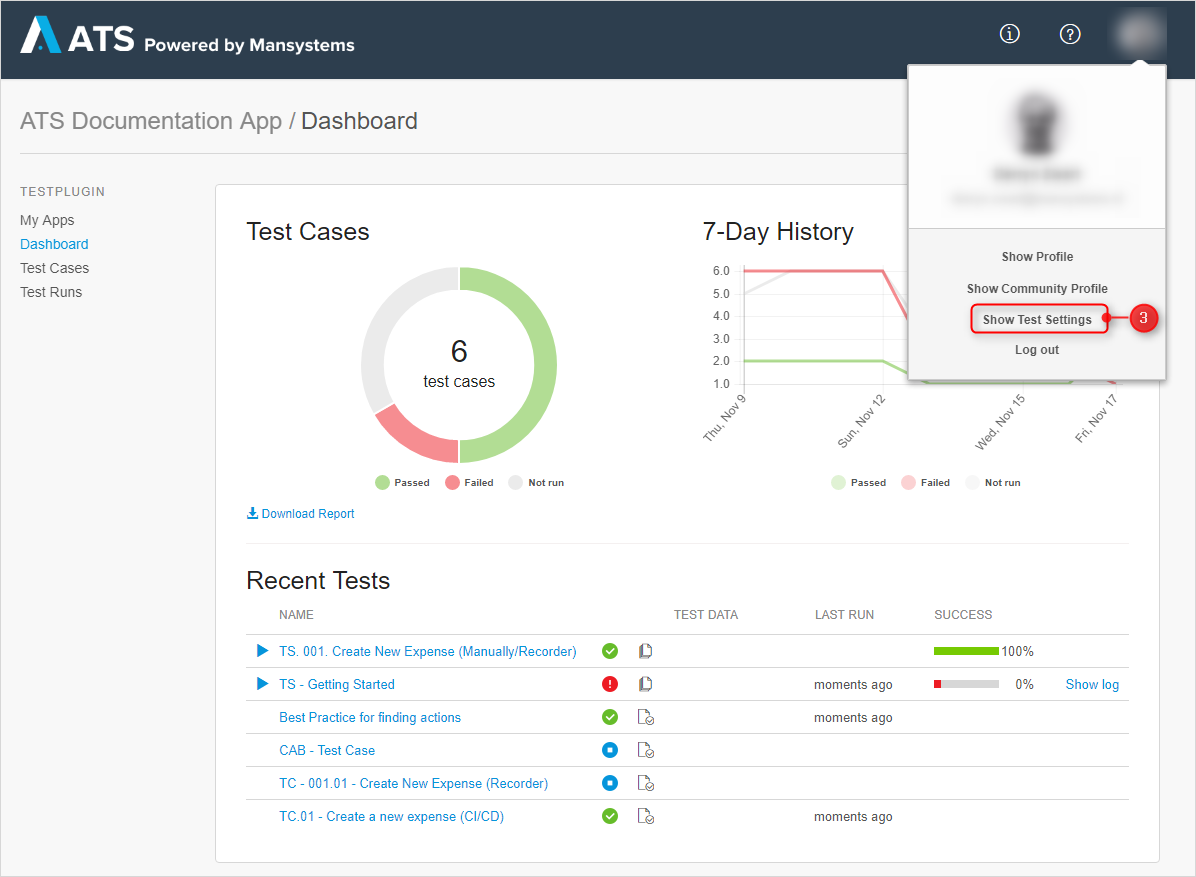 ATS Powered by Mansystems
ATS Documentation App / Dashboard
TESTPLUGIN
My Apps
Dashboard
Test Cases
Test Runs
Test Cases
6
test cases
Passed Failed Not run
Download Report
7-Day History
6.0
5.0
4.0
3.0
2.0
1.0
Thu, Nov 9 Sun, Nov 12 Wed, Nov 15 Fri, Nov 17
Passed Failed Not run
Show Profile
Show Community Profile
Show Test Settings 3
Log out
Recent Tests
NAME TEST DATA LAST RUN SUCCESS
TS. 001. Create New Expense (Manually/Recorder) 100%
TS - Getting Started moments ago 0% Show log
Best Practice for finding actions moments ago
CAB - Test Case
TC - 001.01 - Create New Expense (Recorder)
TC.01 - Create a new expense (CI/CD) moments ago